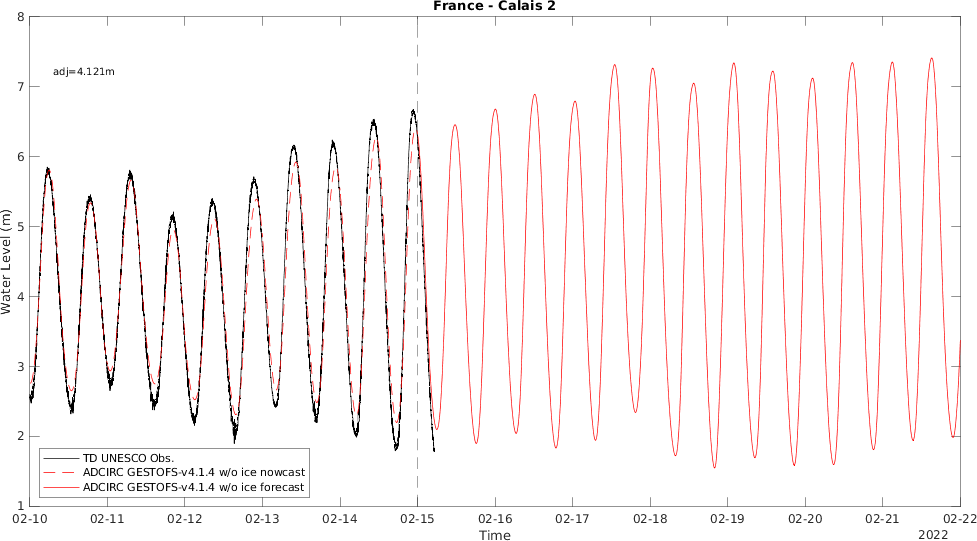 France - Calais 2
8
7
6
5
4
3
2
1
Water Level (m)
adj=4.121m
TD UNESCO Obs.
ADCIRC GESTOFS-v4.1.4 w/o ice nowcast
ADCIRC GESTOFS-v4.1.4 w/o ice forecast
02-10 02-11 02-12 02-13 02-14 02-15 02-16 02-17 02-18 02-19 02-20 02-21 02-22
Time
2022